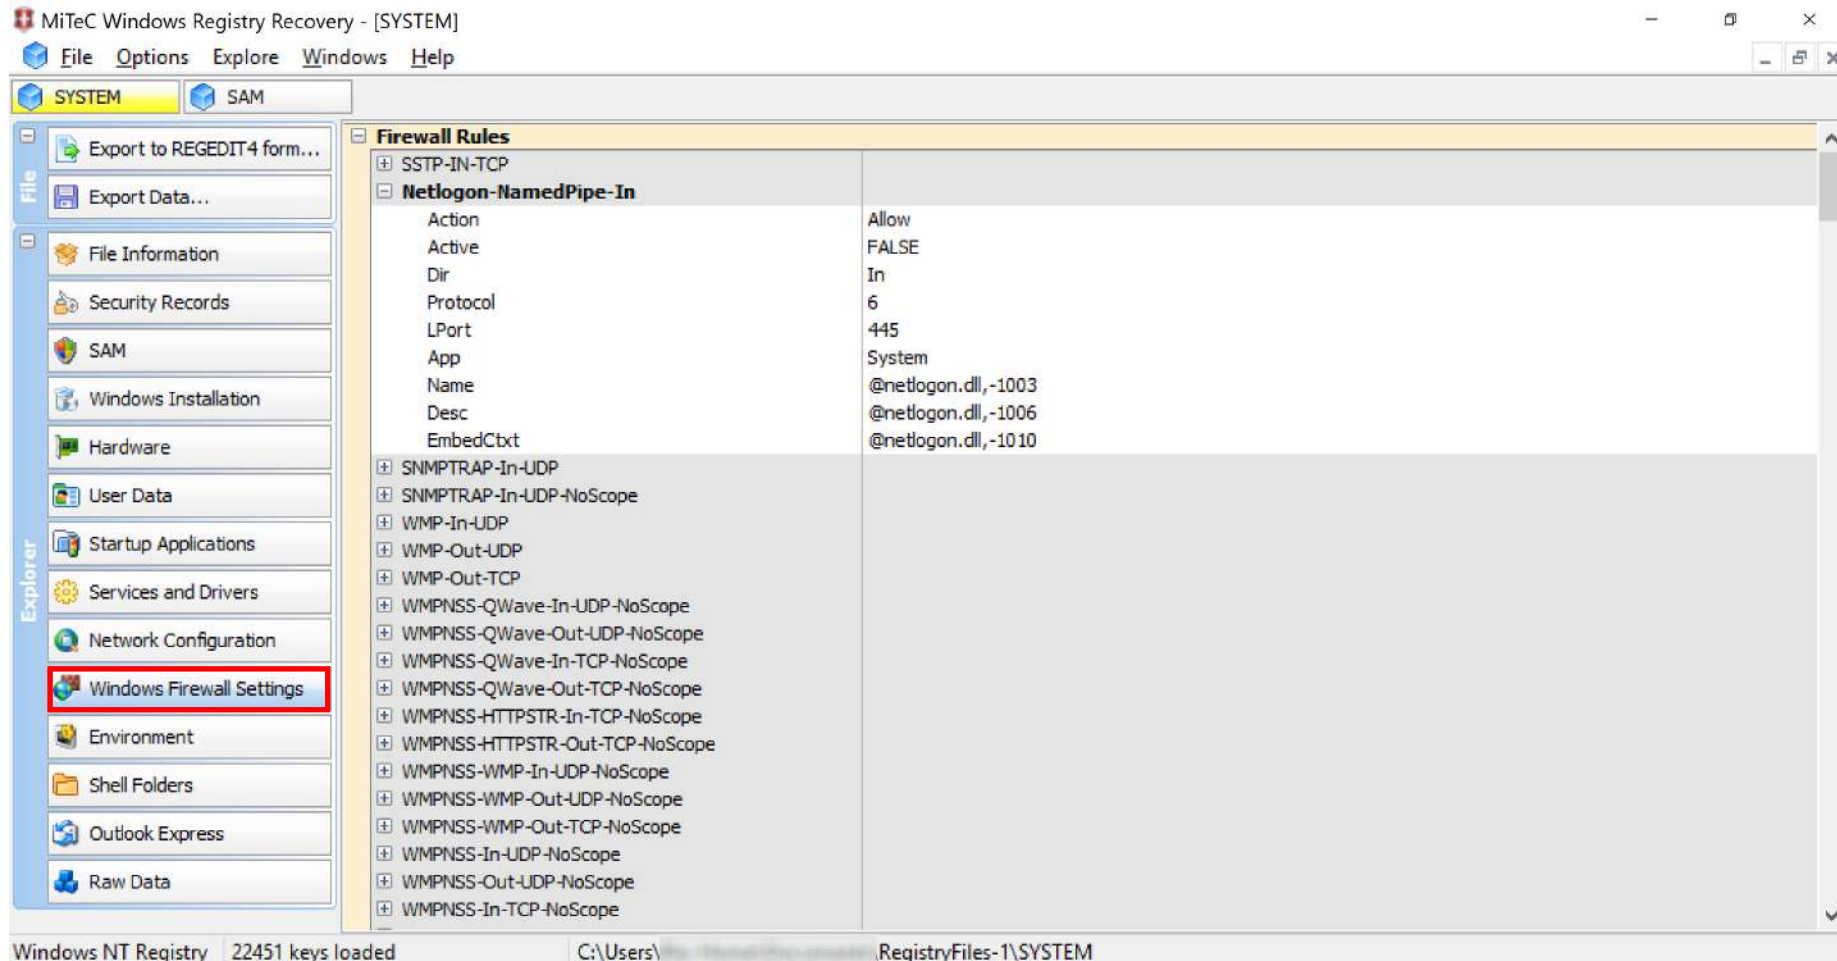 MiTeC Windows Registry Recovery - [SYSTEM]
File Options Explore Windows Help
SYSTEM SAM
File
Export to REGEDIT4 form...
Export Data...
Explorer
File Information
Security Records
SAM
Windows Installation
Hardware
User Data
Startup Applications
Services and Drivers
Network Configuration
Windows Firewall Settings
Environment
Shell Folders
Outlook Express
Raw Data
Firewall Rules
SSTP-IN-TCP
Netlogon-NamedPipe-In
Action Allow
Active FALSE
Dir In
Protocol 6
LPort 445
App System
Name @netlogon.dll,-1003
Desc @netlogon.dll,-1006
EmbedCtxt @netlogon.dll,-1010
SNMPTRAP-In-UDP
SNMPTRAP-In-UDP-NoScope
WMP-In-UDP
WMP-Out-UDP
WMP-Out-TCP
WMPNSS-QWave-In-UDP-NoScope
WMPNSS-QWave-Out-UDP-NoScope
WMPNSS-QWave-In-TCP-NoScope
WMPNSS-QWave-Out-TCP-NoScope
WMPNSS-HTTPSTR-In-TCP-NoScope
WMPNSS-HTTPSTR-Out-TCP-NoScope
WMPNSS-WMP-In-UDP-NoScope
WMPNSS-WMP-Out-UDP-NoScope
WMPNSS-WMP-Out-TCP-NoScope
WMPNSS-In-UDP-NoScope
WMPNSS-Out-UDP-NoScope
WMPNSS-In-TCP-NoScope
Windows NT Registry 22451 keys loaded C:\Users\ \RegistryFiles-1\SYSTEM